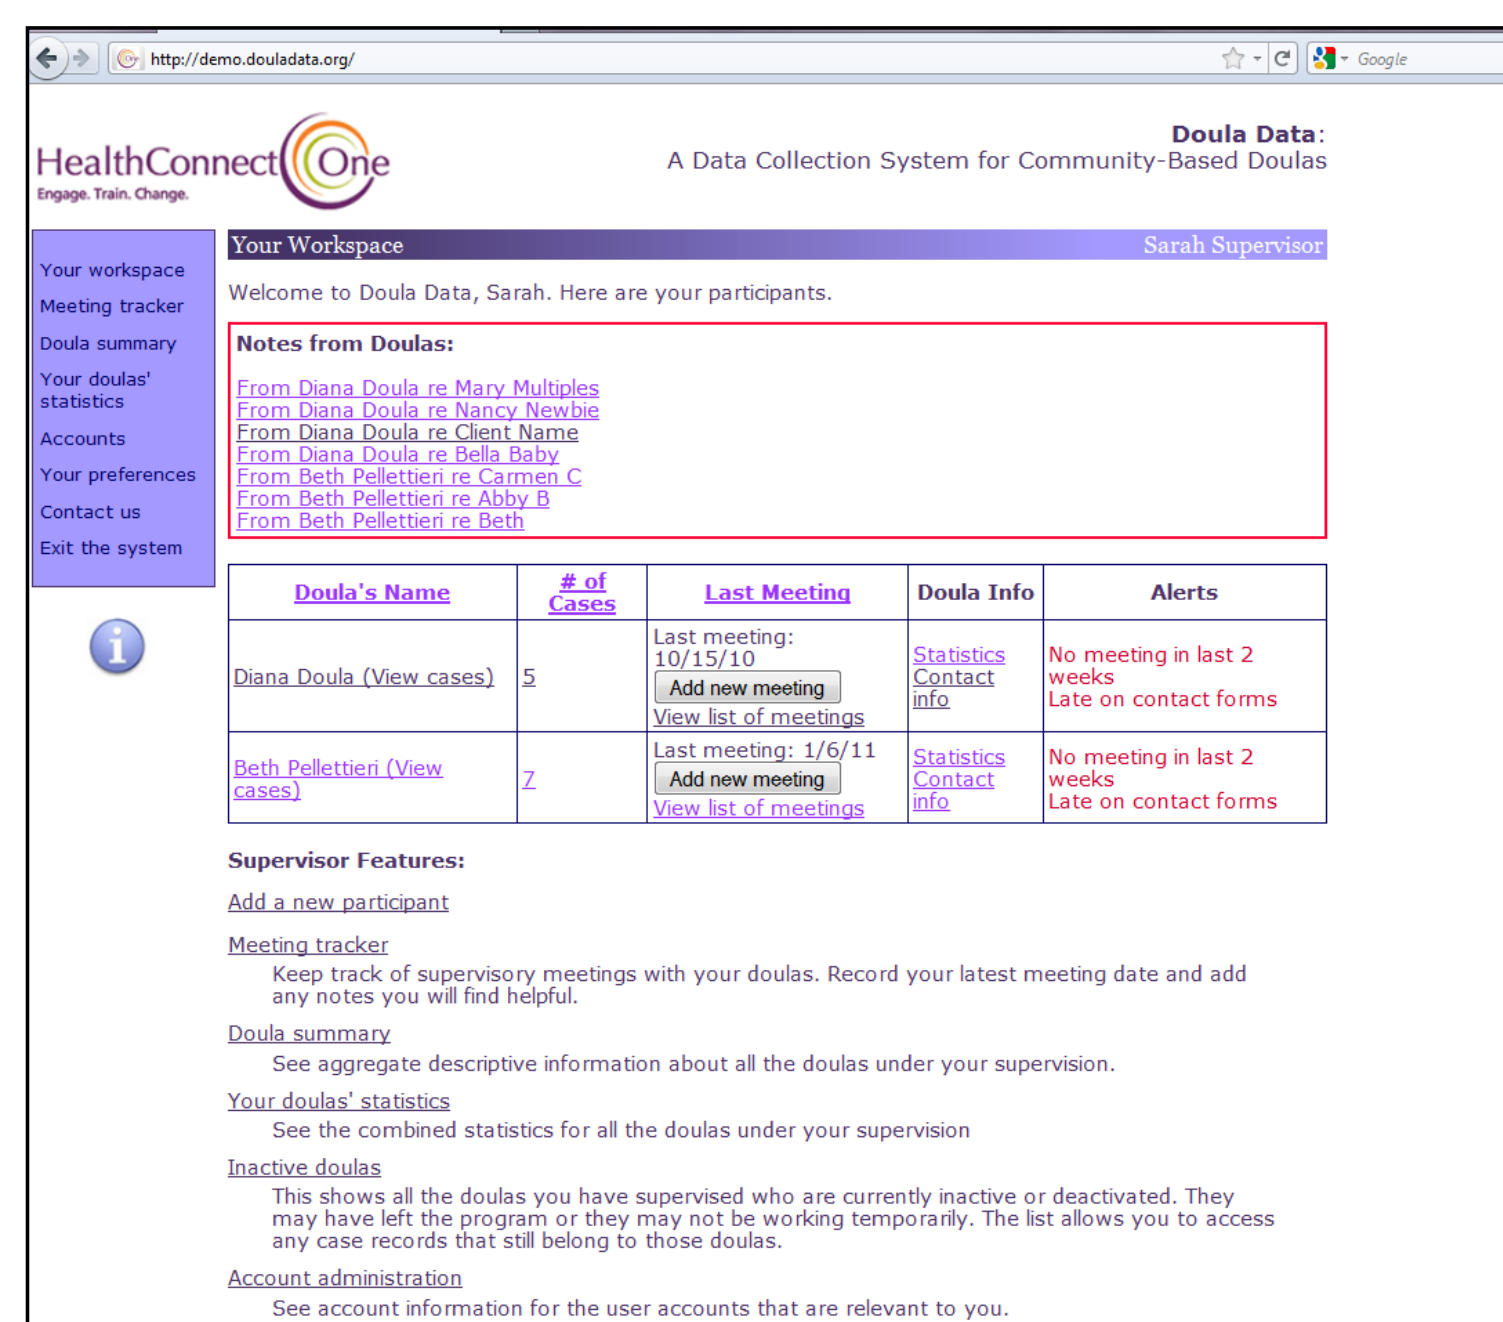 http://demo.douladata.org/
Google
HealthConnect One
Engage. Train. Change.
Doula Data:
A Data Collection System for Community-Based Doulas
Your workspace
Meeting tracker
Doula summary
Your doulas'
statistics
Accounts
Your preferences
Contact us
Exit the system
Your Workspace
Sarah Supervisor
Welcome to Doula Data, Sarah. Here are your participants.
Notes from Doulas:
From Diana Doula re Mary Multiples
From Diana Doula re Nancy Newbie
From Diana Doula re Client Name
From Diana Doula re Bella Baby
From Beth Pellettieri re Carmen C
From Beth Pellettieri re Abby B
From Beth Pellettieri re Beth
Doula's Name
# of
Cases
Last Meeting
Doula Info
Alerts
Diana Doula (View cases)
5
Last meeting:
10/15/10
Add new meeting
View list of meetings
Statistics
Contact
info
No meeting in last 2
weeks
Late on contact forms
Beth Pellettieri (View
cases)
7
Last meeting: 1/6/11
Add new meeting
View list of meetings
Statistics
Contact
info
No meeting in last 2
weeks
Late on contact forms
Supervisor Features:
Add a new participant
Meeting tracker
Keep track of supervisory meetings with your doulas. Record your latest meeting date and add
any notes you will find helpful.
Doula summary
See aggregate descriptive information about all the doulas under your supervision.
Your doulas' statistics
See the combined statistics for all the doulas under your supervision
Inactive doulas
This shows all the doulas you have supervised who are currently inactive or deactivated. They
may have left the program or they may not be working temporarily. The list allows you to access
any case records that still belong to those doulas.
Account administration
See account information for the user accounts that are relevant to you.